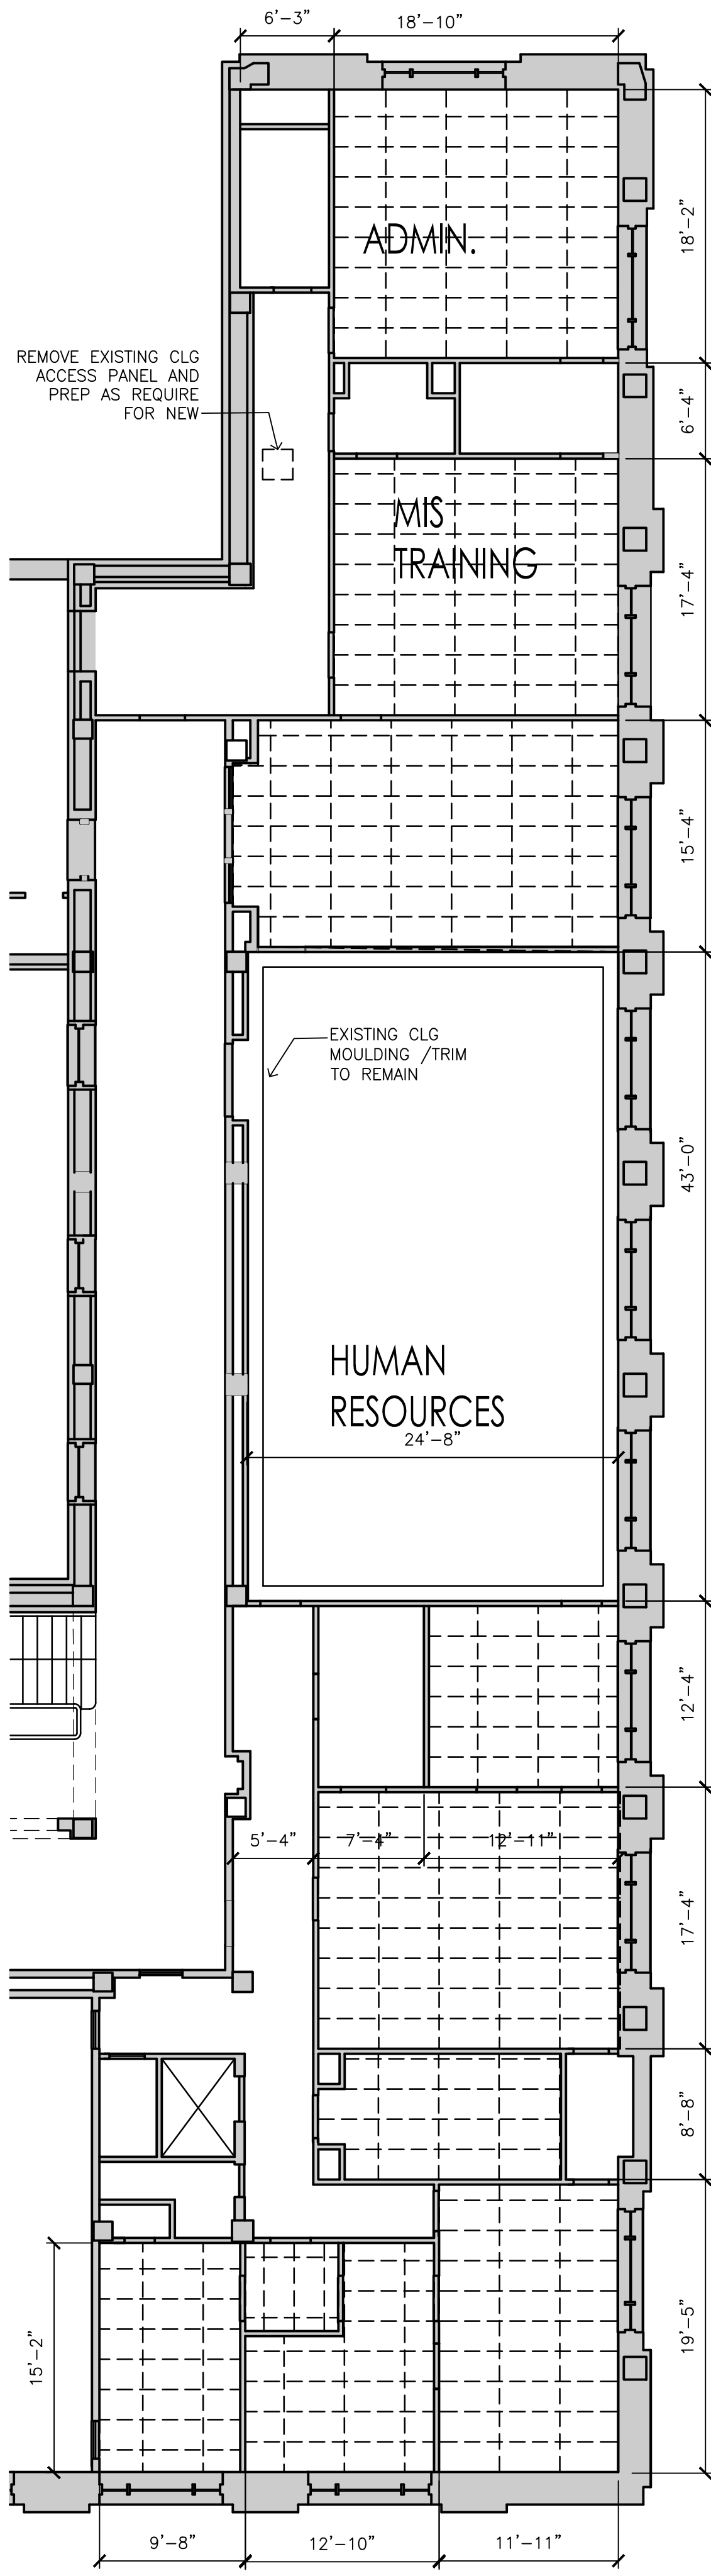 6'-3"
18'-10"
18'-2"
ADMIN.
REMOVE EXISTING CLG
ACCESS PANEL AND
PREP AS REQUIRE
FOR NEW
6'-4"
MIS
TRAINING
17'-4"
15'-4"
EXISTING CLG
MOULDING /TRIM
TO REMAIN
43'-0"
HUMAN
RESOURCES
24'-8"
12'-4"
5'-4"
7'-4"
12'-11"
17'-4"
8'-8"
15'-2"
19'-5"
9'-8"
12'-10"
11'-11"